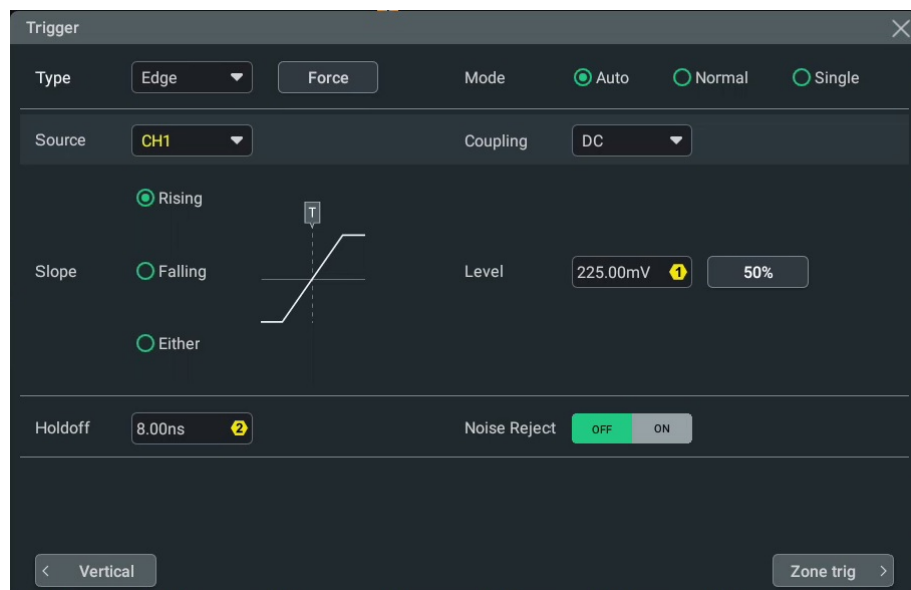 Trigger
Type Edge Force Mode Auto Normal Single
Source CH1 Coupling DC
Rising
T
Slope Falling Level 225.00mV 1 50%
Either
Holdoff 8.00ns 2 Noise Reject OFF ON
< Vertical Zone trig >